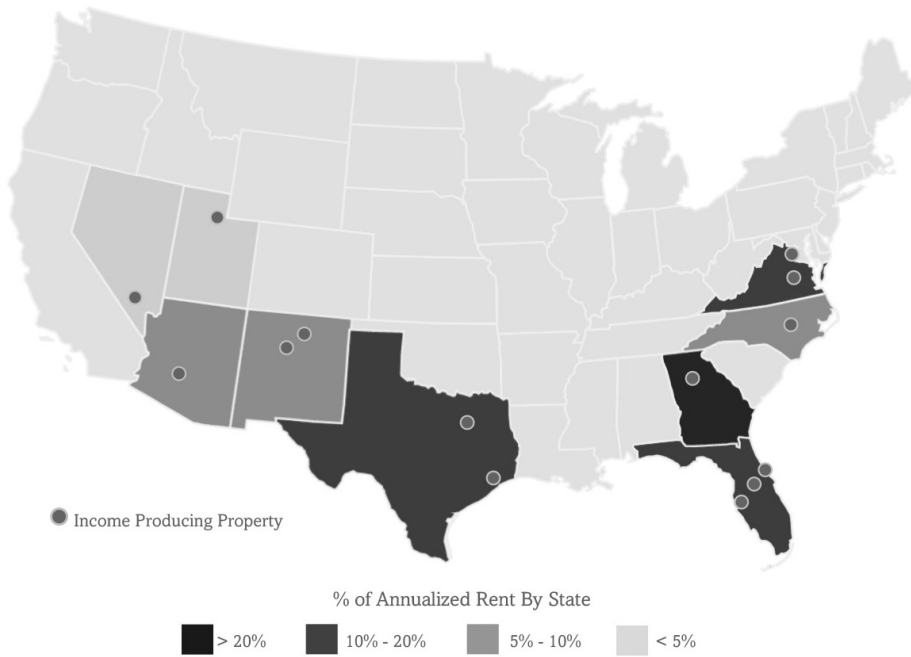 Income Producing Property
% of Annualized Rent By State
> 20% 10% - 20% 5% - 10% < 5%